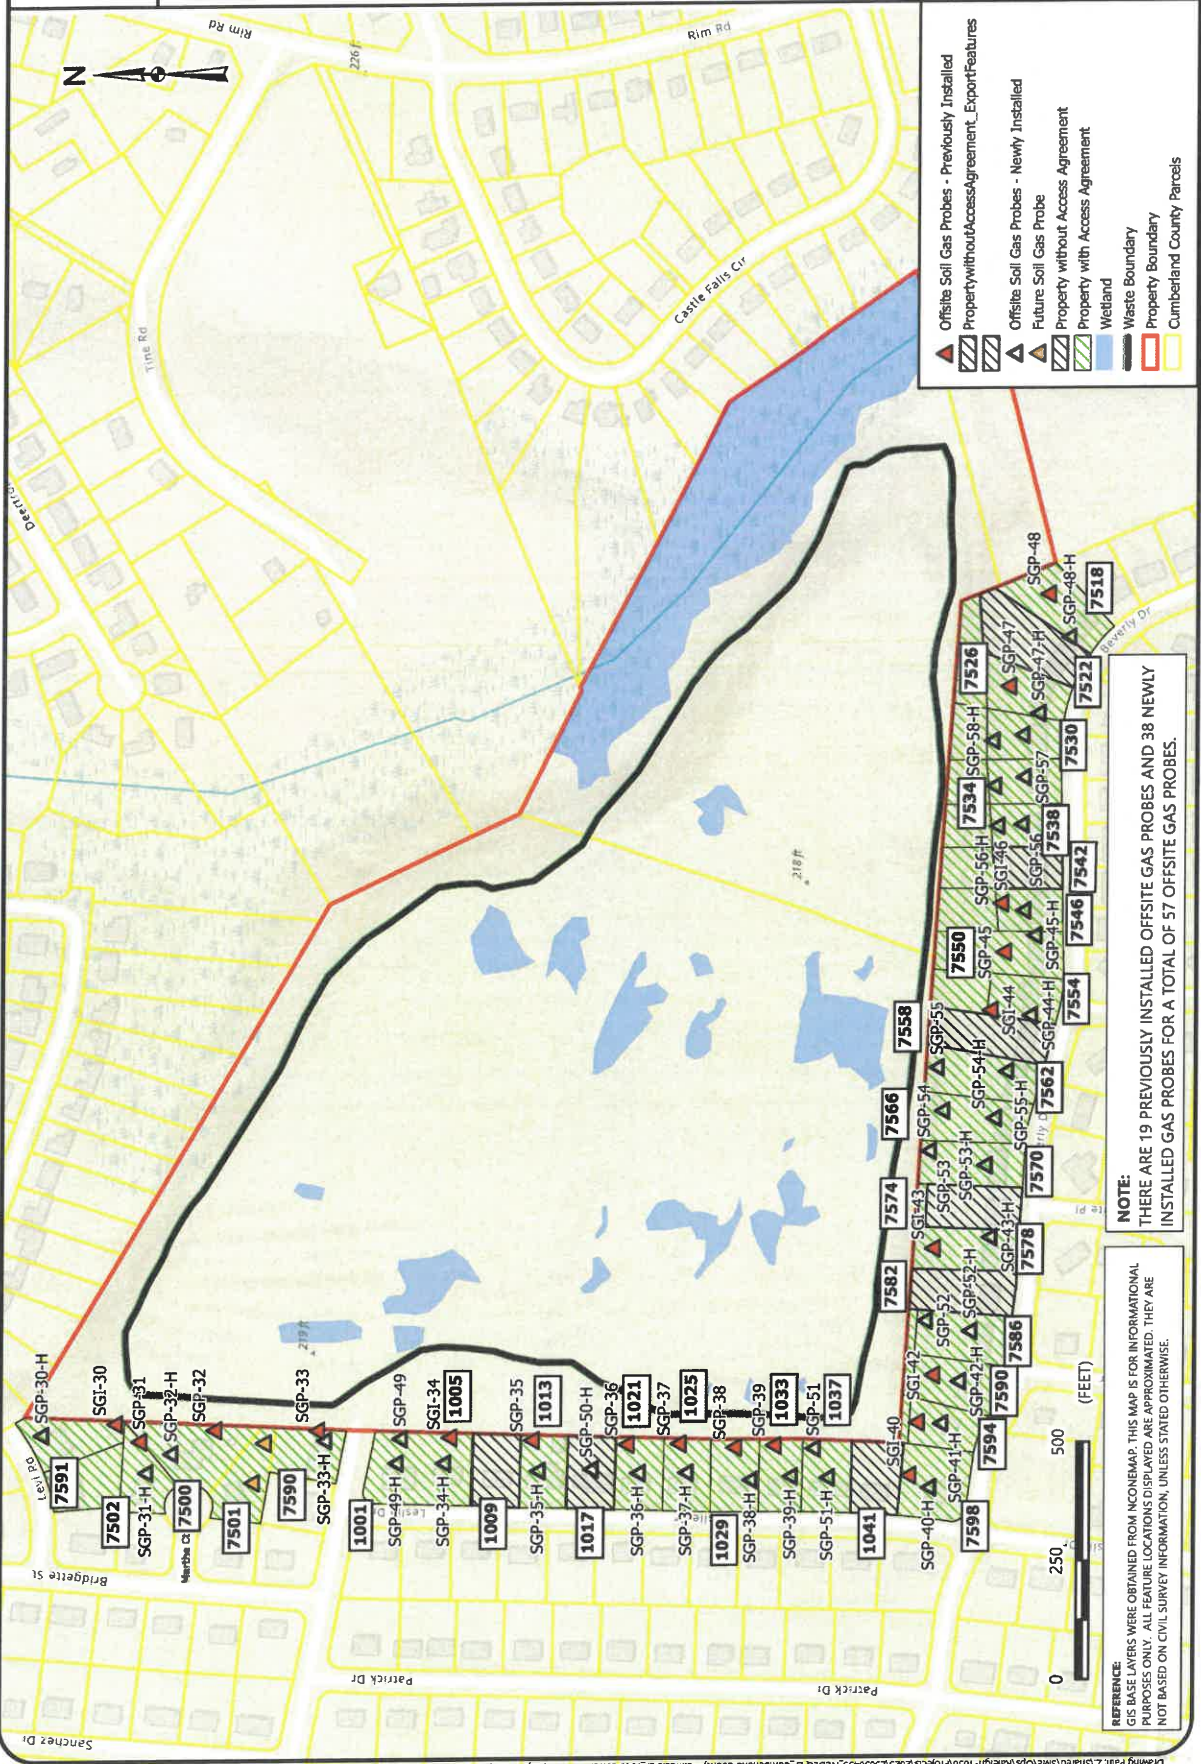 N
Rim Rd
Rim Rd
226 ft
Tine Rd
Castle Falls Cir
218 ft
219 ft
Levi Rd
Bridgette St
Martha Ct
Patrick Dr
Patrick Dr
Sanchez Dr
Beverly Dr
SGP-30-H
7591
SGI-30
7502
SGP-31
SGP-31-H
SGP-32-H
7500
SGP-32
7501
7590
SGP-33
SGP-33-H
1001
SGP-49
SGP-49-H
SGI-34
SGP-34-H
1005
1009
SGP-35
SGP-35-H
1013
SGP-50-H
1017
SGP-36
SGP-36-H
1021
SGP-37
SGP-37-H
1025
1029
SGP-38
SGP-38-H
SGP-39
SGP-39-H
1033
SGP-51
SGP-51-H
1037
1041
SGI-40
SGP-40-H
7598
SGP-41-H
7594
SGI-42
SGP-42-H
7590
SGP-52
SGP-52-H
7586
7582
SGI-43
SGP-43-H
7578
7574
SGP-53
SGP-53-H
7570
7566
SGP-54
SGP-54-H
SGP-55-H
7562
7558
SGP-55
SGI-44
SGP-44-H
7554
7550
SGP-45
SGP-45-H
7546
SGP-56-H
SGI-46
SGP-56
7542
7538
7534
SGP-57
SGP-58-H
7530
7526
SGP-47
SGP-47-H
7522
SGP-48
SGP-48-H
7518
Offsite Soil Gas Probes - Previously Installed
PropertywithoutAccessAgreement_ExportFeatures
Offsite Soil Gas Probes - Newly Installed
Future Soil Gas Probe
Property without Access Agreement
Property with Access Agreement
Wetland
Waste Boundary
Property Boundary
Cumberland County Parcels
0 250 500
(FEET)
REFERENCE:
GIS BASE LAYERS WERE OBTAINED FROM NCONEMAP. THIS MAP IS FOR INFORMATIONAL
PURPOSES ONLY. ALL FEATURE LOCATIONS DISPLAYED ARE APPROXIMATED. THEY ARE
NOT BASED ON CIVIL SURVEY INFORMATION, UNLESS STATED OTHERWISE.
NOTE:
THERE ARE 19 PREVIOUSLY INSTALLED OFFSITE GAS PROBES AND 38 NEWLY
INSTALLED GAS PROBES FOR A TOTAL OF 57 OFFSITE GAS PROBES.